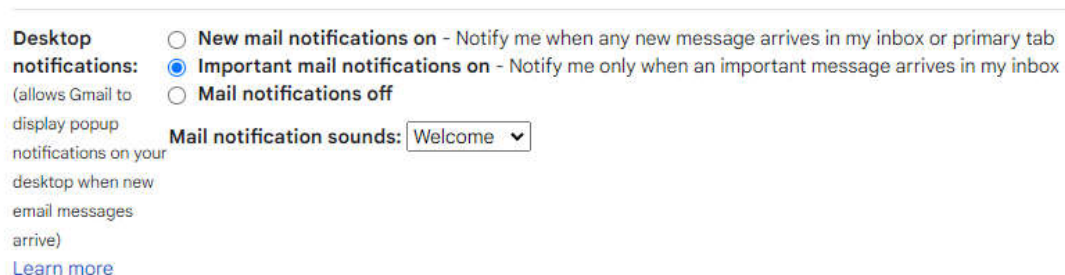 Desktop notifications:
(allows Gmail to
display popup
notifications on your
desktop when new
email messages
arrive)
Learn more
New mail notifications on - Notify me when any new message arrives in my inbox or primary tab
Important mail notifications on - Notify me only when an important message arrives in my inbox
Mail notifications off
Mail notification sounds: Welcome